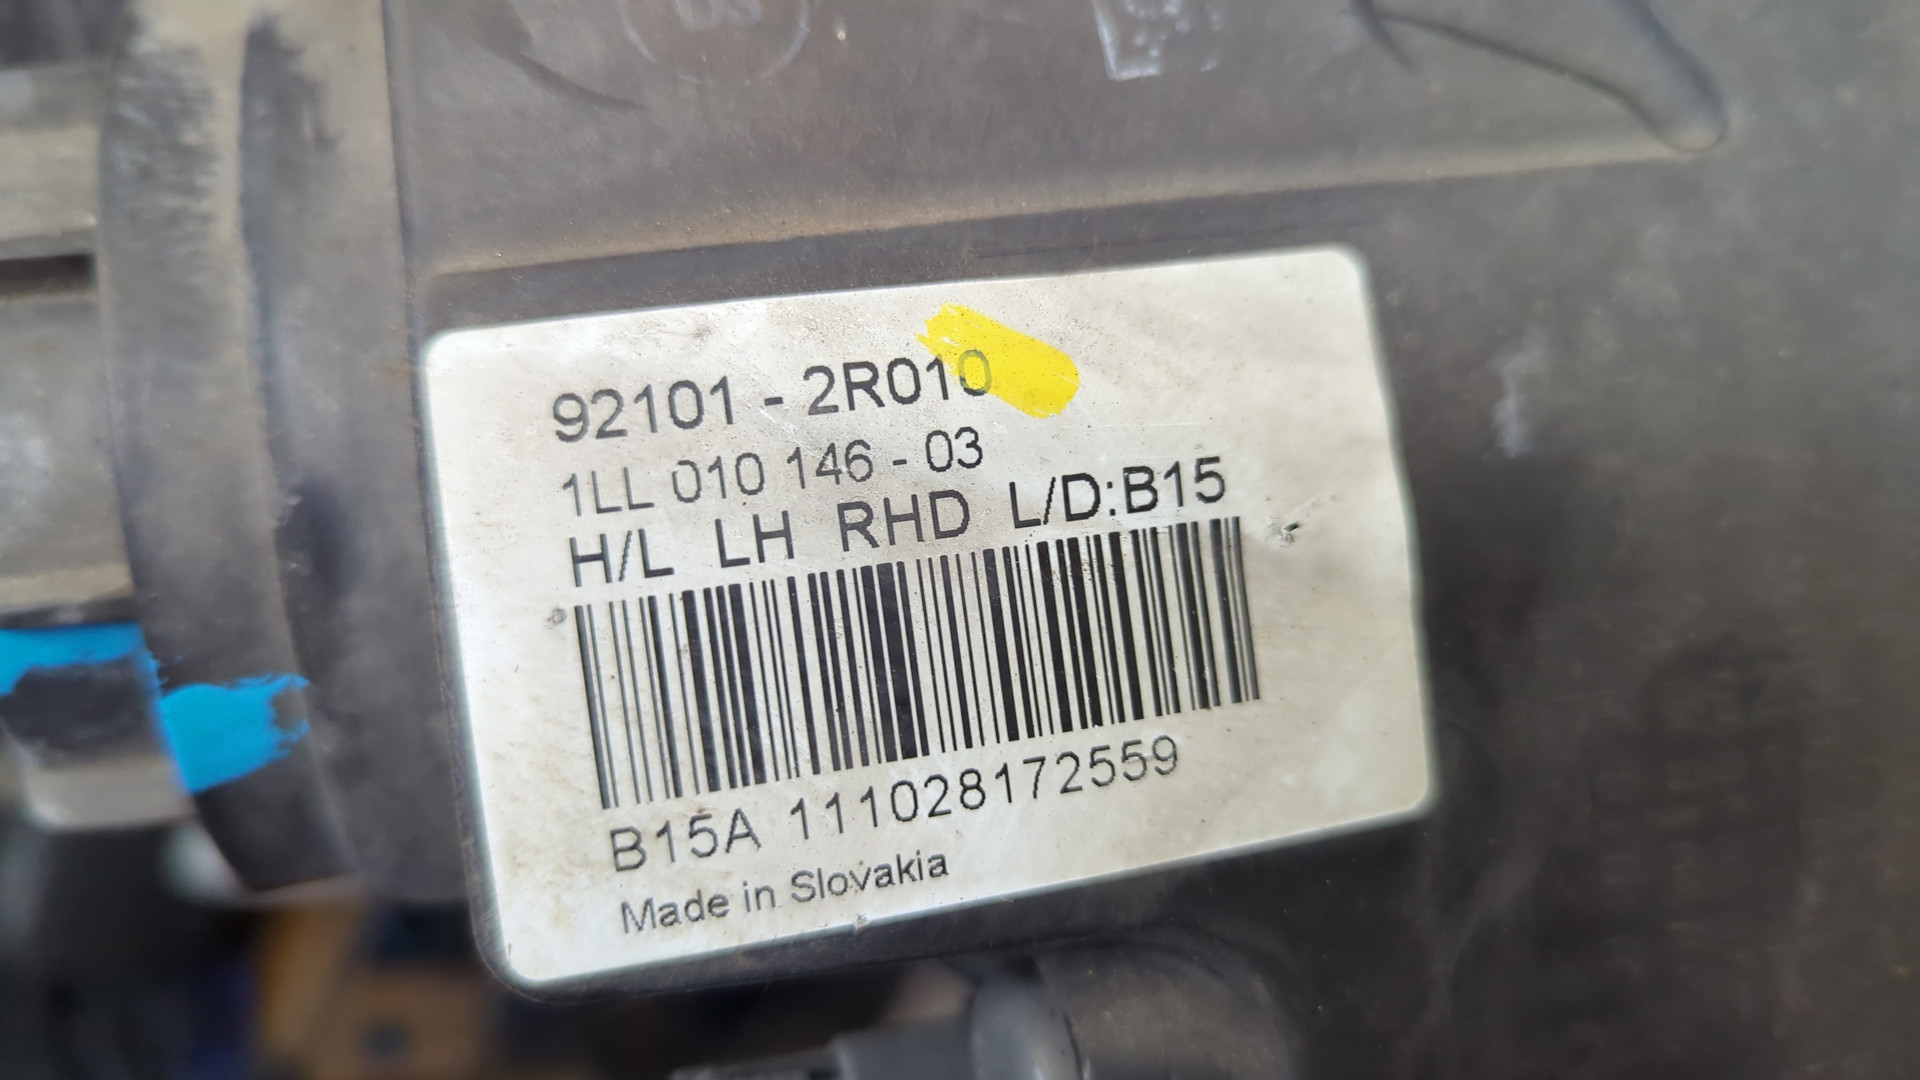 92101 - 2R010
1LL 010 146 - 03
H/L LH RHD L/D:B15
B15A 111028172559
Made in Slovakia